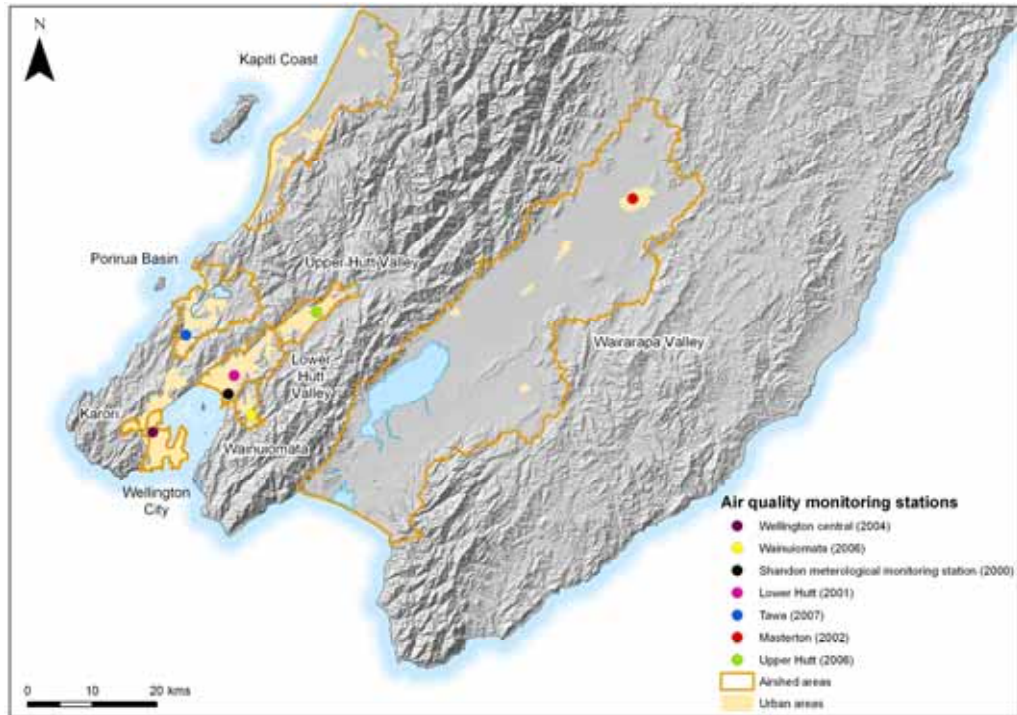 N
Kapiti Coast
Porirua Basin
Upper Hutt Valley
Wairarapa Valley
Lower
Hutt
Valley
Karori
Wainuiomata
Wellington
City
Air quality monitoring stations
Wellington central (2004)
Wainuiomata (2006)
Shandon meterological monitoring station (2000)
Lower Hutt (2001)
Tawa (2007)
Masterton (2002)
Upper Hutt (2006)
Airshed areas
Urban areas
0 10 20 kms